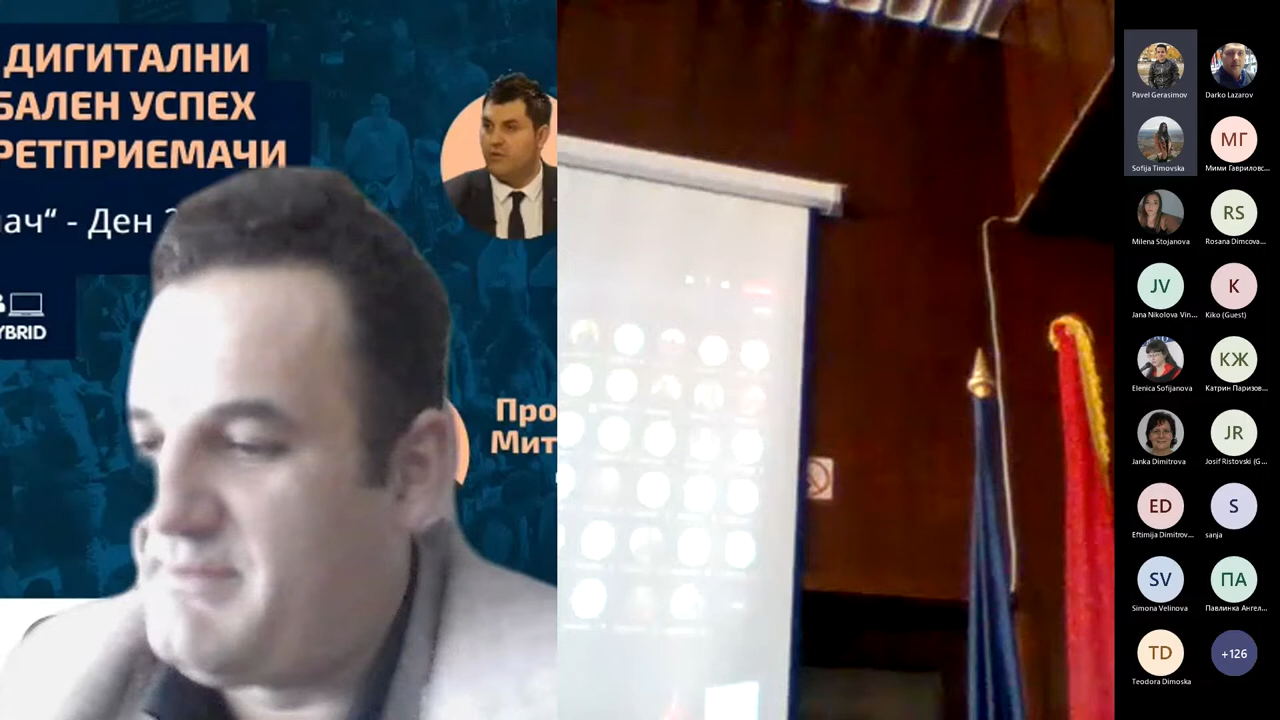 ДИГИТАЛНИ
БАЛЕН УСПЕХ
РЕТПРИЕМАЧИ
ач“ - Ден
YBRID
Про
Мит
Pavel Gerasimov
Darko Lazarov
Sofija Timovska
МГ
Мими Гавриловс...
Milena Stojanova
RS
Rosana Dimcova...
JV
Jana Nikolova Vin...
K
Kiko (Guest)
Elenica Sofijanova
КЖ
Катрин Паризов...
Janka Dimitrova
JR
Josif Ristovski (G...
ED
Eftimija Dimitrov...
S
sanja
SV
Simona Velinova
ПА
Павлинка Ангел...
TD
Teodora Dimoska
+126